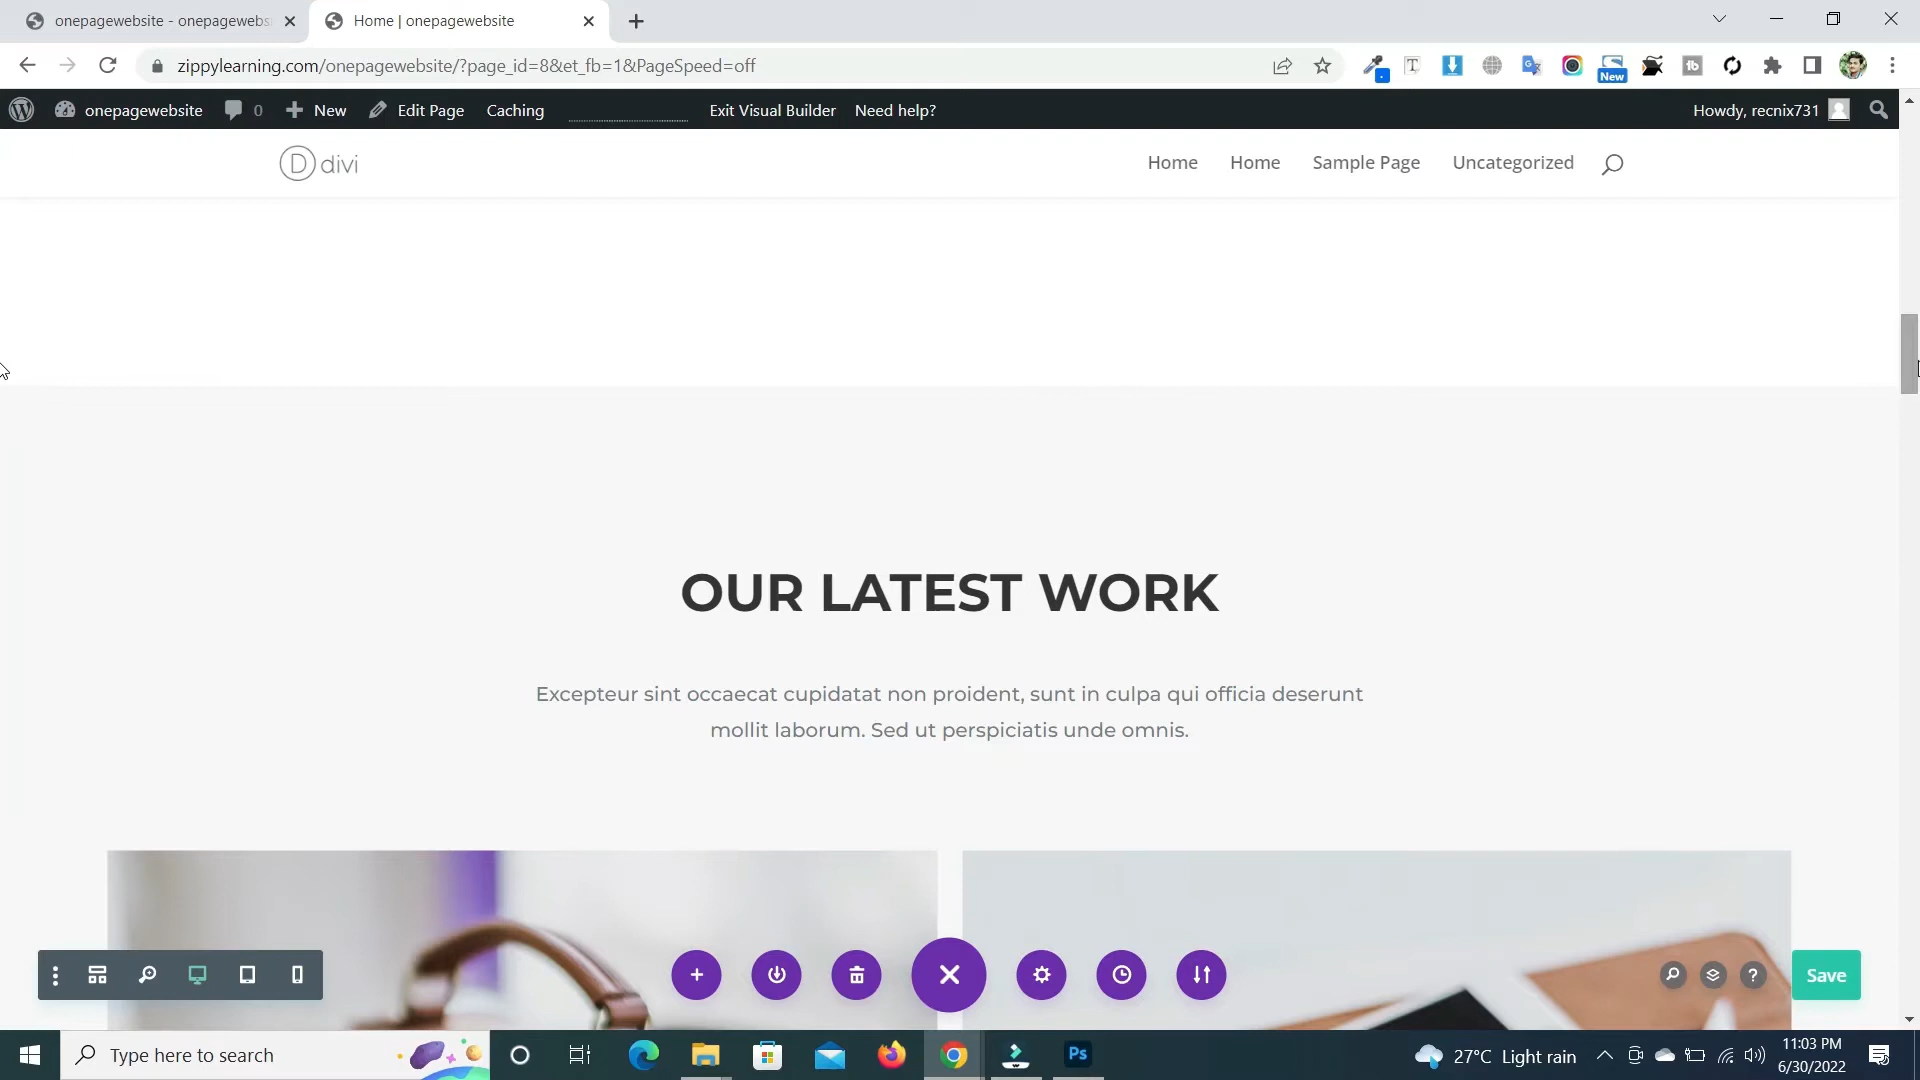 onepagewebsite - onepagewebs
Home | onepagewebsite
zippylearning.com/onepagewebsite/?page_id=8&et_fb=1&PageSpeed=off
New
onepagewebsite
0
New
Edit Page
Caching
Exit Visual Builder
Need help?
Howdy, recnix731
D divi
Home
Home
Sample Page
Uncategorized
OUR LATEST WORK
Excepteur sint occaecat cupidatat non proident, sunt in culpa qui officia deserunt
mollit laborum. Sed ut perspiciatis unde omnis.
Save
Type here to search
Ps
27°C Light rain
11:03 PM
6/30/2022